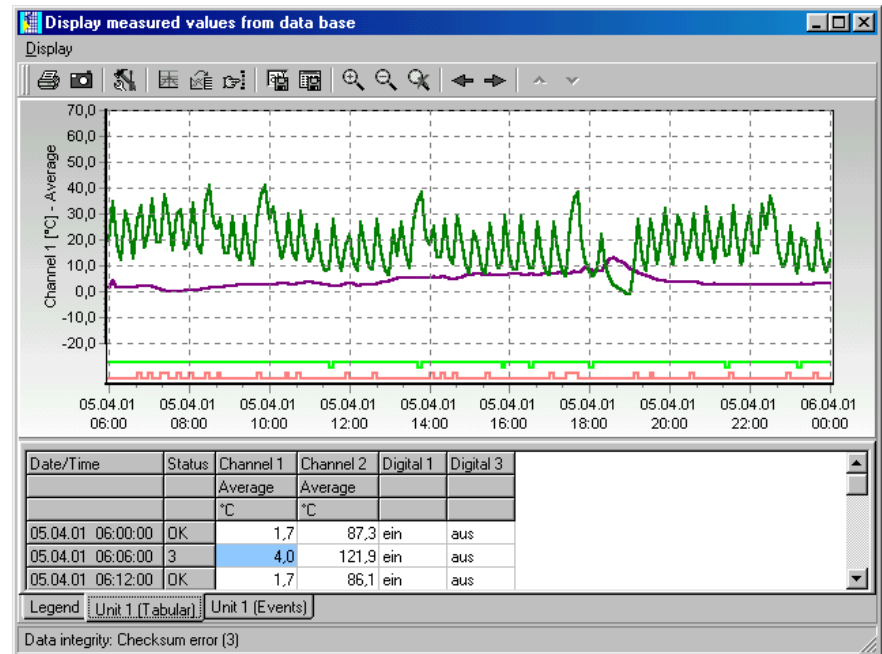 Display measured values from data base
Display
70,0
60,0
50,0
40,0
30,0
20,0
10,0
0,0
-10,0
-20,0
Channel 1 [°C] - Average
05.04.01 05.04.01 05.04.01 05.04.01 05.04.01 05.04.01 05.04.01 05.04.01 05.04.01 06.04.01
06:00 08:00 10:00 12:00 14:00 16:00 18:00 20:00 22:00 00:00
Date/Time Status Channel 1 Channel 2 Digital 1 Digital 3
Average Average
°C °C
05.04.01 06:00:00 OK 1,7 87,3 ein aus
05.04.01 06:06:00 3 4,0 121,9 ein aus
05.04.01 06:12:00 OK 1,7 86,1 ein aus
Legend Unit 1 (Tabular) Unit 1 (Events)
Data integrity: Checksum error (3)